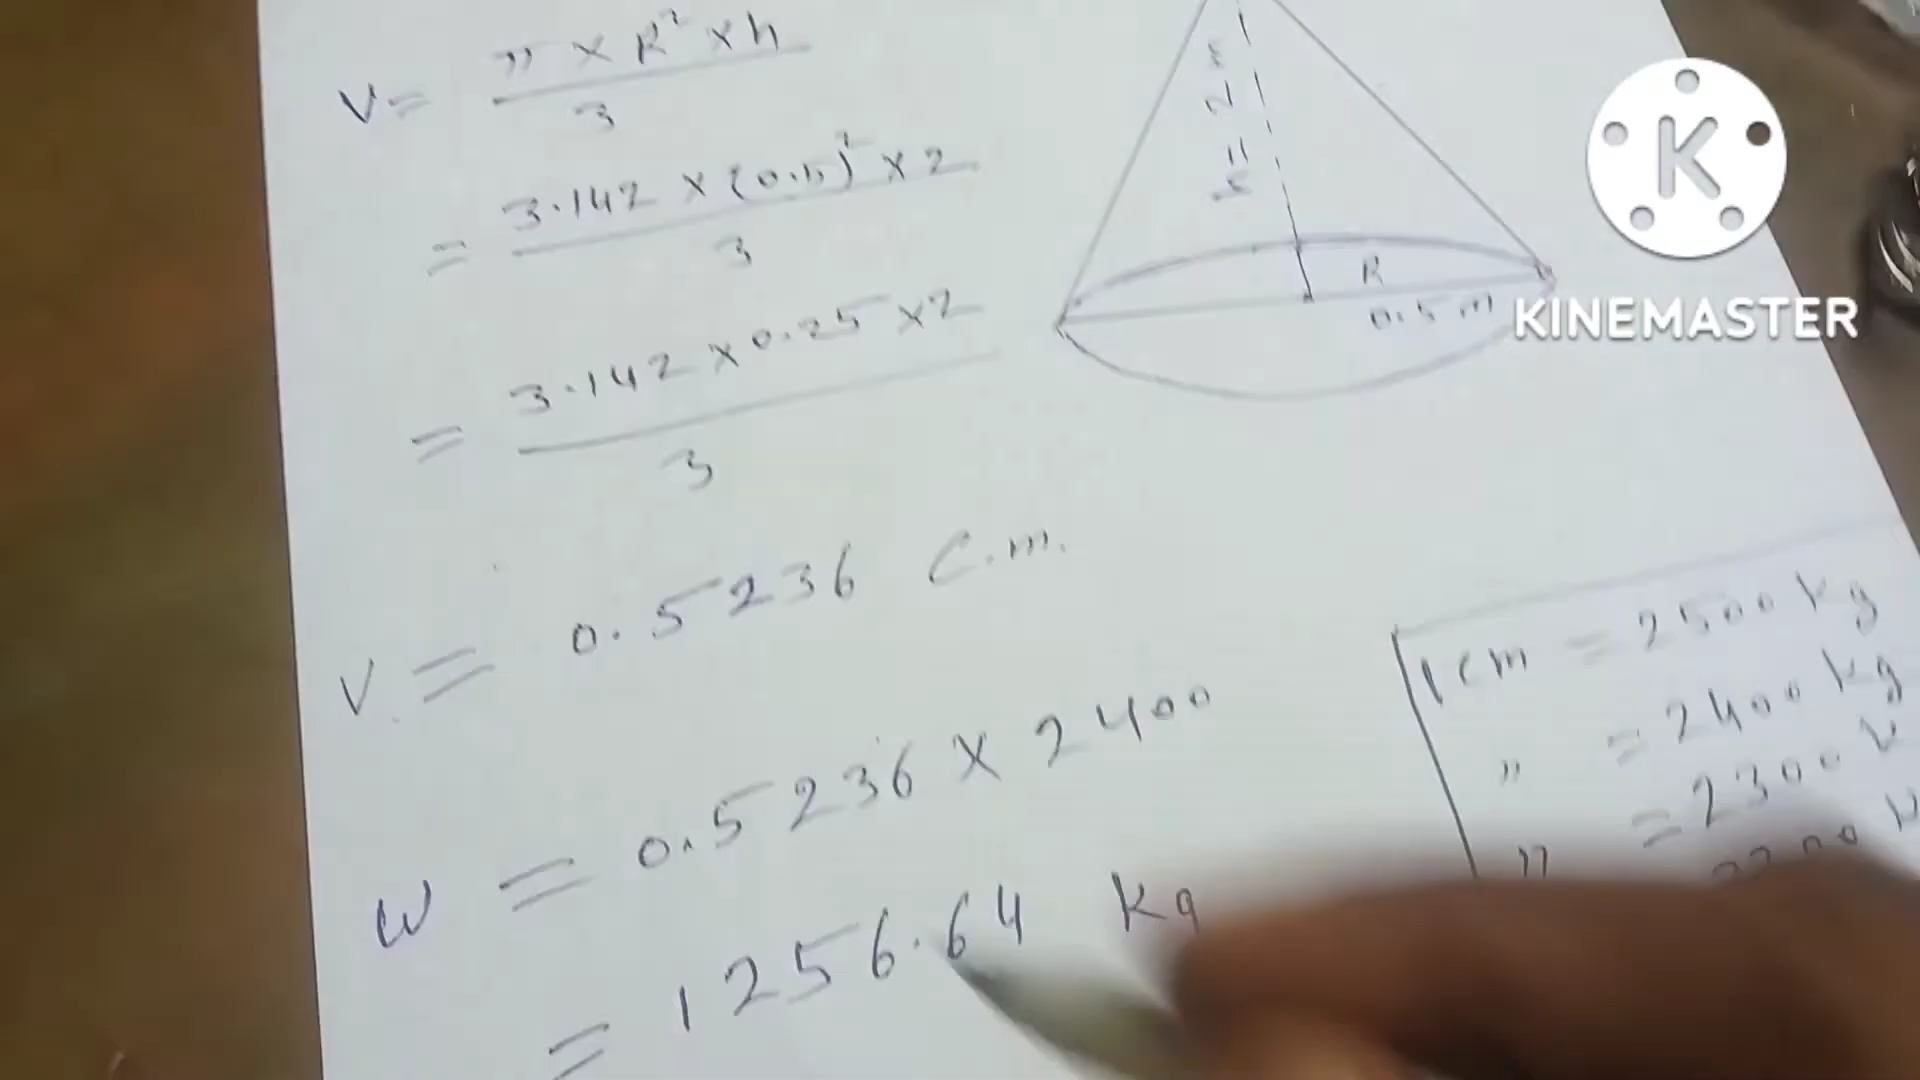 V = π × R² × h
3
= 3.142 × (0.5)² × 2
3
= 3.142 × 0.25 × 2
3
V = 0.5236 C.m.
W = 0.5236 × 2400
= 1256.64 Kg
h = 2 m
R
0.5 m
K
KINEMASTER
1 cm = 2500 kg
" = 2400 kg
" = 2300